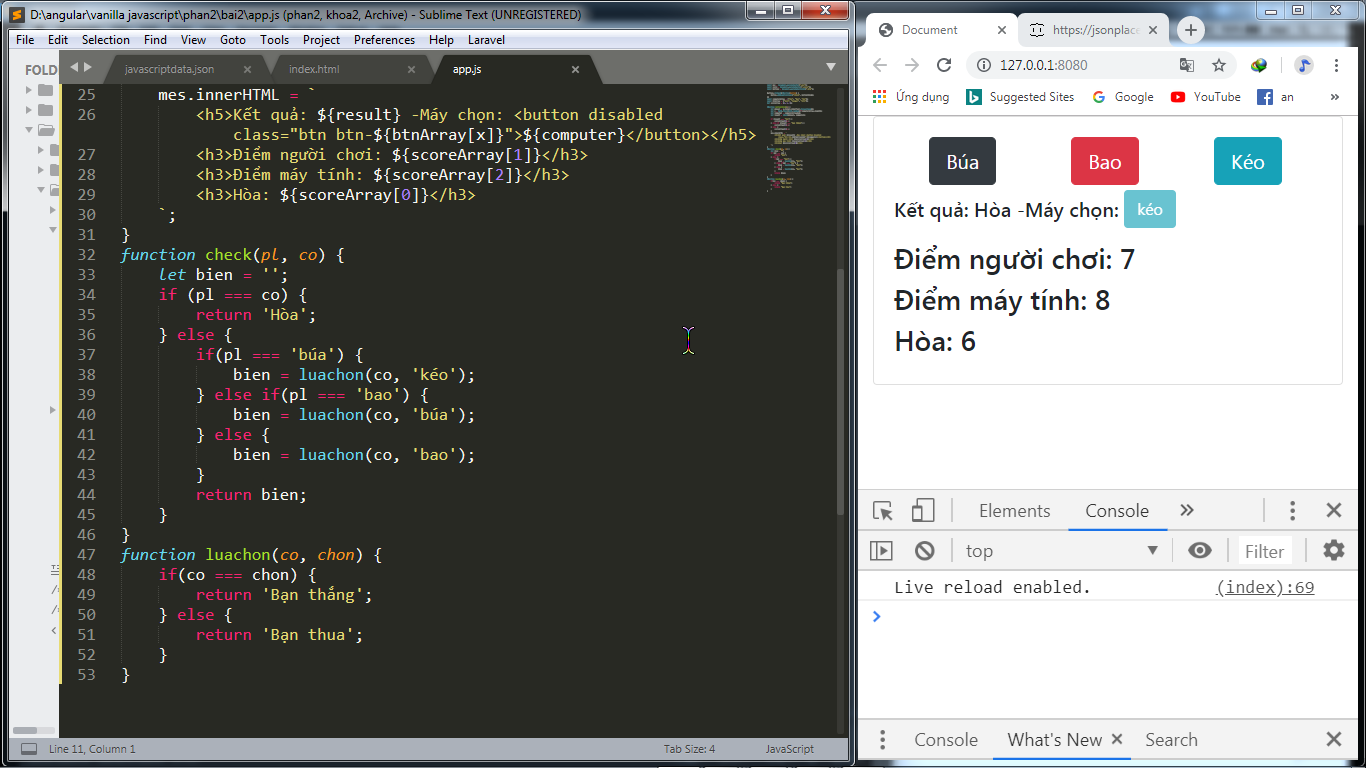 D:\angular\vanilla javascript\phan2\bai2\app.js (phan2, khoa2, Archive) - Sublime Text (UNREGISTERED)
File Edit Selection Find View Goto Tools Project Preferences Help Laravel
FOLD
javascriptdata.json × index.html × app.js ×
25 mes.innerHTML = `
26 <h5>Kết quả: ${result} -Máy chọn: <button disabled
class="btn btn-${btnArray[x]}">${computer}</button></h5>
27 <h3>Điểm người chơi: ${scoreArray[1]}</h3>
28 <h3>Điểm máy tính: ${scoreArray[2]}</h3>
29 <h3>Hòa: ${scoreArray[0]}</h3>
30 `;
31 }
32 function check(pl, co) {
33 let bien = '';
34 if (pl === co) {
35 return 'Hòa';
36 } else {
37 if(pl === 'búa') {
38 bien = luachon(co, 'kéo');
39 } else if(pl === 'bao') {
40 bien = luachon(co, 'búa');
41 } else {
42 bien = luachon(co, 'bao');
43 }
44 return bien;
45 }
46 }
47 function luachon(co, chon) {
48 if(co === chon) {
49 return 'Bạn thắng';
50 } else {
51 return 'Bạn thua';
52 }
53 }
Line 11, Column 1 Tab Size: 4 JavaScript
Document × https://jsonplace ×
127.0.0.1:8080
Ứng dụng Suggested Sites Google YouTube an »
Búa Bao Kéo
Kết quả: Hòa -Máy chọn: kéo
Điểm người chơi: 7
Điểm máy tính: 8
Hòa: 6
Elements Console »
top Filter
Live reload enabled. (index):69
>
Console What's New × Search